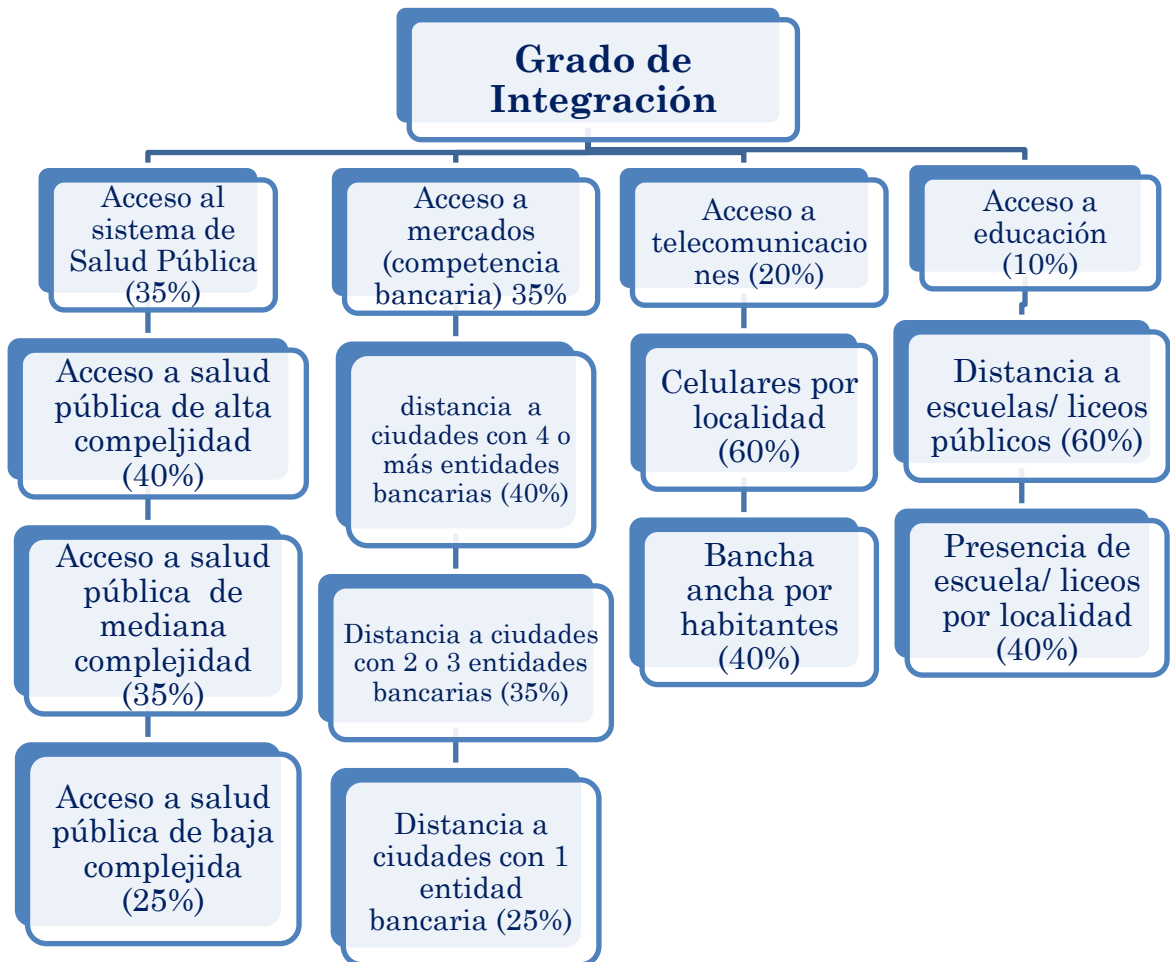 Grado de
Integración
Acceso al
sistema de
Salud Pública
(35%)
Acceso a salud
pública de alta
compeljidad
(40%)
Acceso a salud
pública de
mediana
complejidad
(35%)
Acceso a salud
pública de baja
complejida
(25%)
Acceso a
mercados
(competencia
bancaria) 35%
distancia a
ciudades con 4 o
más entidades
bancarias (40%)
Distancia a ciudades
con 2 o 3 entidades
bancarias (35%)
Distancia a
ciudades con 1
entidad
bancaria (25%)
Acceso a
telecomunicacio
nes (20%)
Celulares por
localidad
(60%)
Bancha
ancha por
habitantes
(40%)
Acceso a
educación
(10%)
Distancia a
escuelas/ liceos
públicos (60%)
Presencia de
escuela/ liceos
por localidad
(40%)